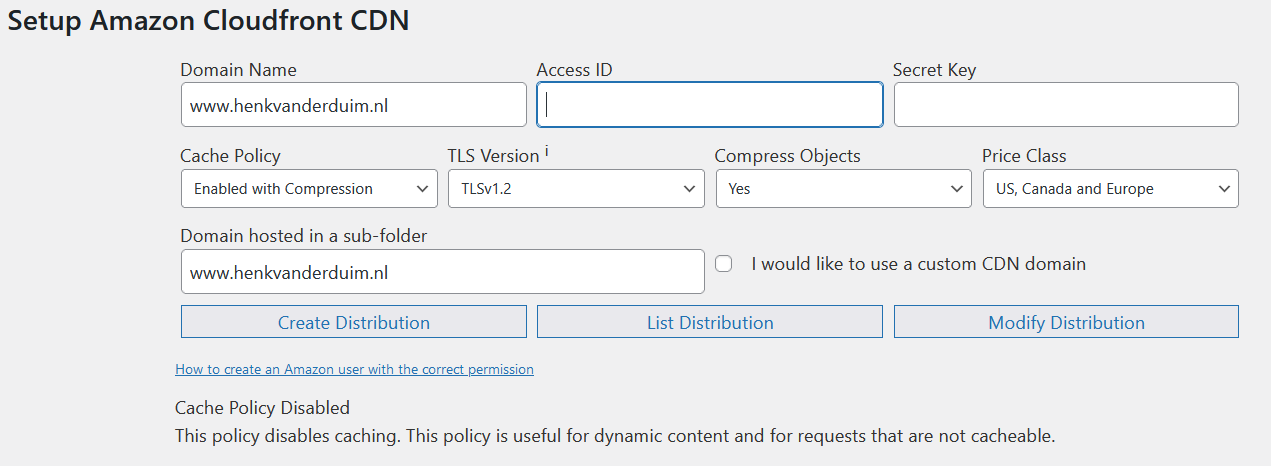 Setup Amazon Cloudfront CDN
Domain Name Access ID Secret Key
www.henkvanderduim.nl
Cache Policy TLS Version i Compress Objects Price Class
Enabled with Compression TLSv1.2 Yes US, Canada and Europe
Domain hosted in a sub-folder
www.henkvanderduim.nl I would like to use a custom CDN domain
Create Distribution List Distribution Modify Distribution
How to create an Amazon user with the correct permission
Cache Policy Disabled
This policy disables caching. This policy is useful for dynamic content and for requests that are not cacheable.